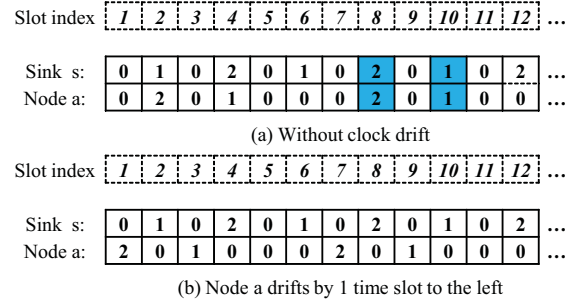 Slot index 1 2 3 4 5 6 7 8 9 10 11 12 ...
Sink s: 0 1 0 2 0 1 0 2 0 1 0 2 ...
Node a: 0 2 0 1 0 0 0 2 0 1 0 0 ...
(a) Without clock drift
Slot index 1 2 3 4 5 6 7 8 9 10 11 12 ...
Sink s: 0 1 0 2 0 1 0 2 0 1 0 2 ...
Node a: 2 0 1 0 0 0 2 0 1 0 0 0 ...
(b) Node a drifts by 1 time slot to the left